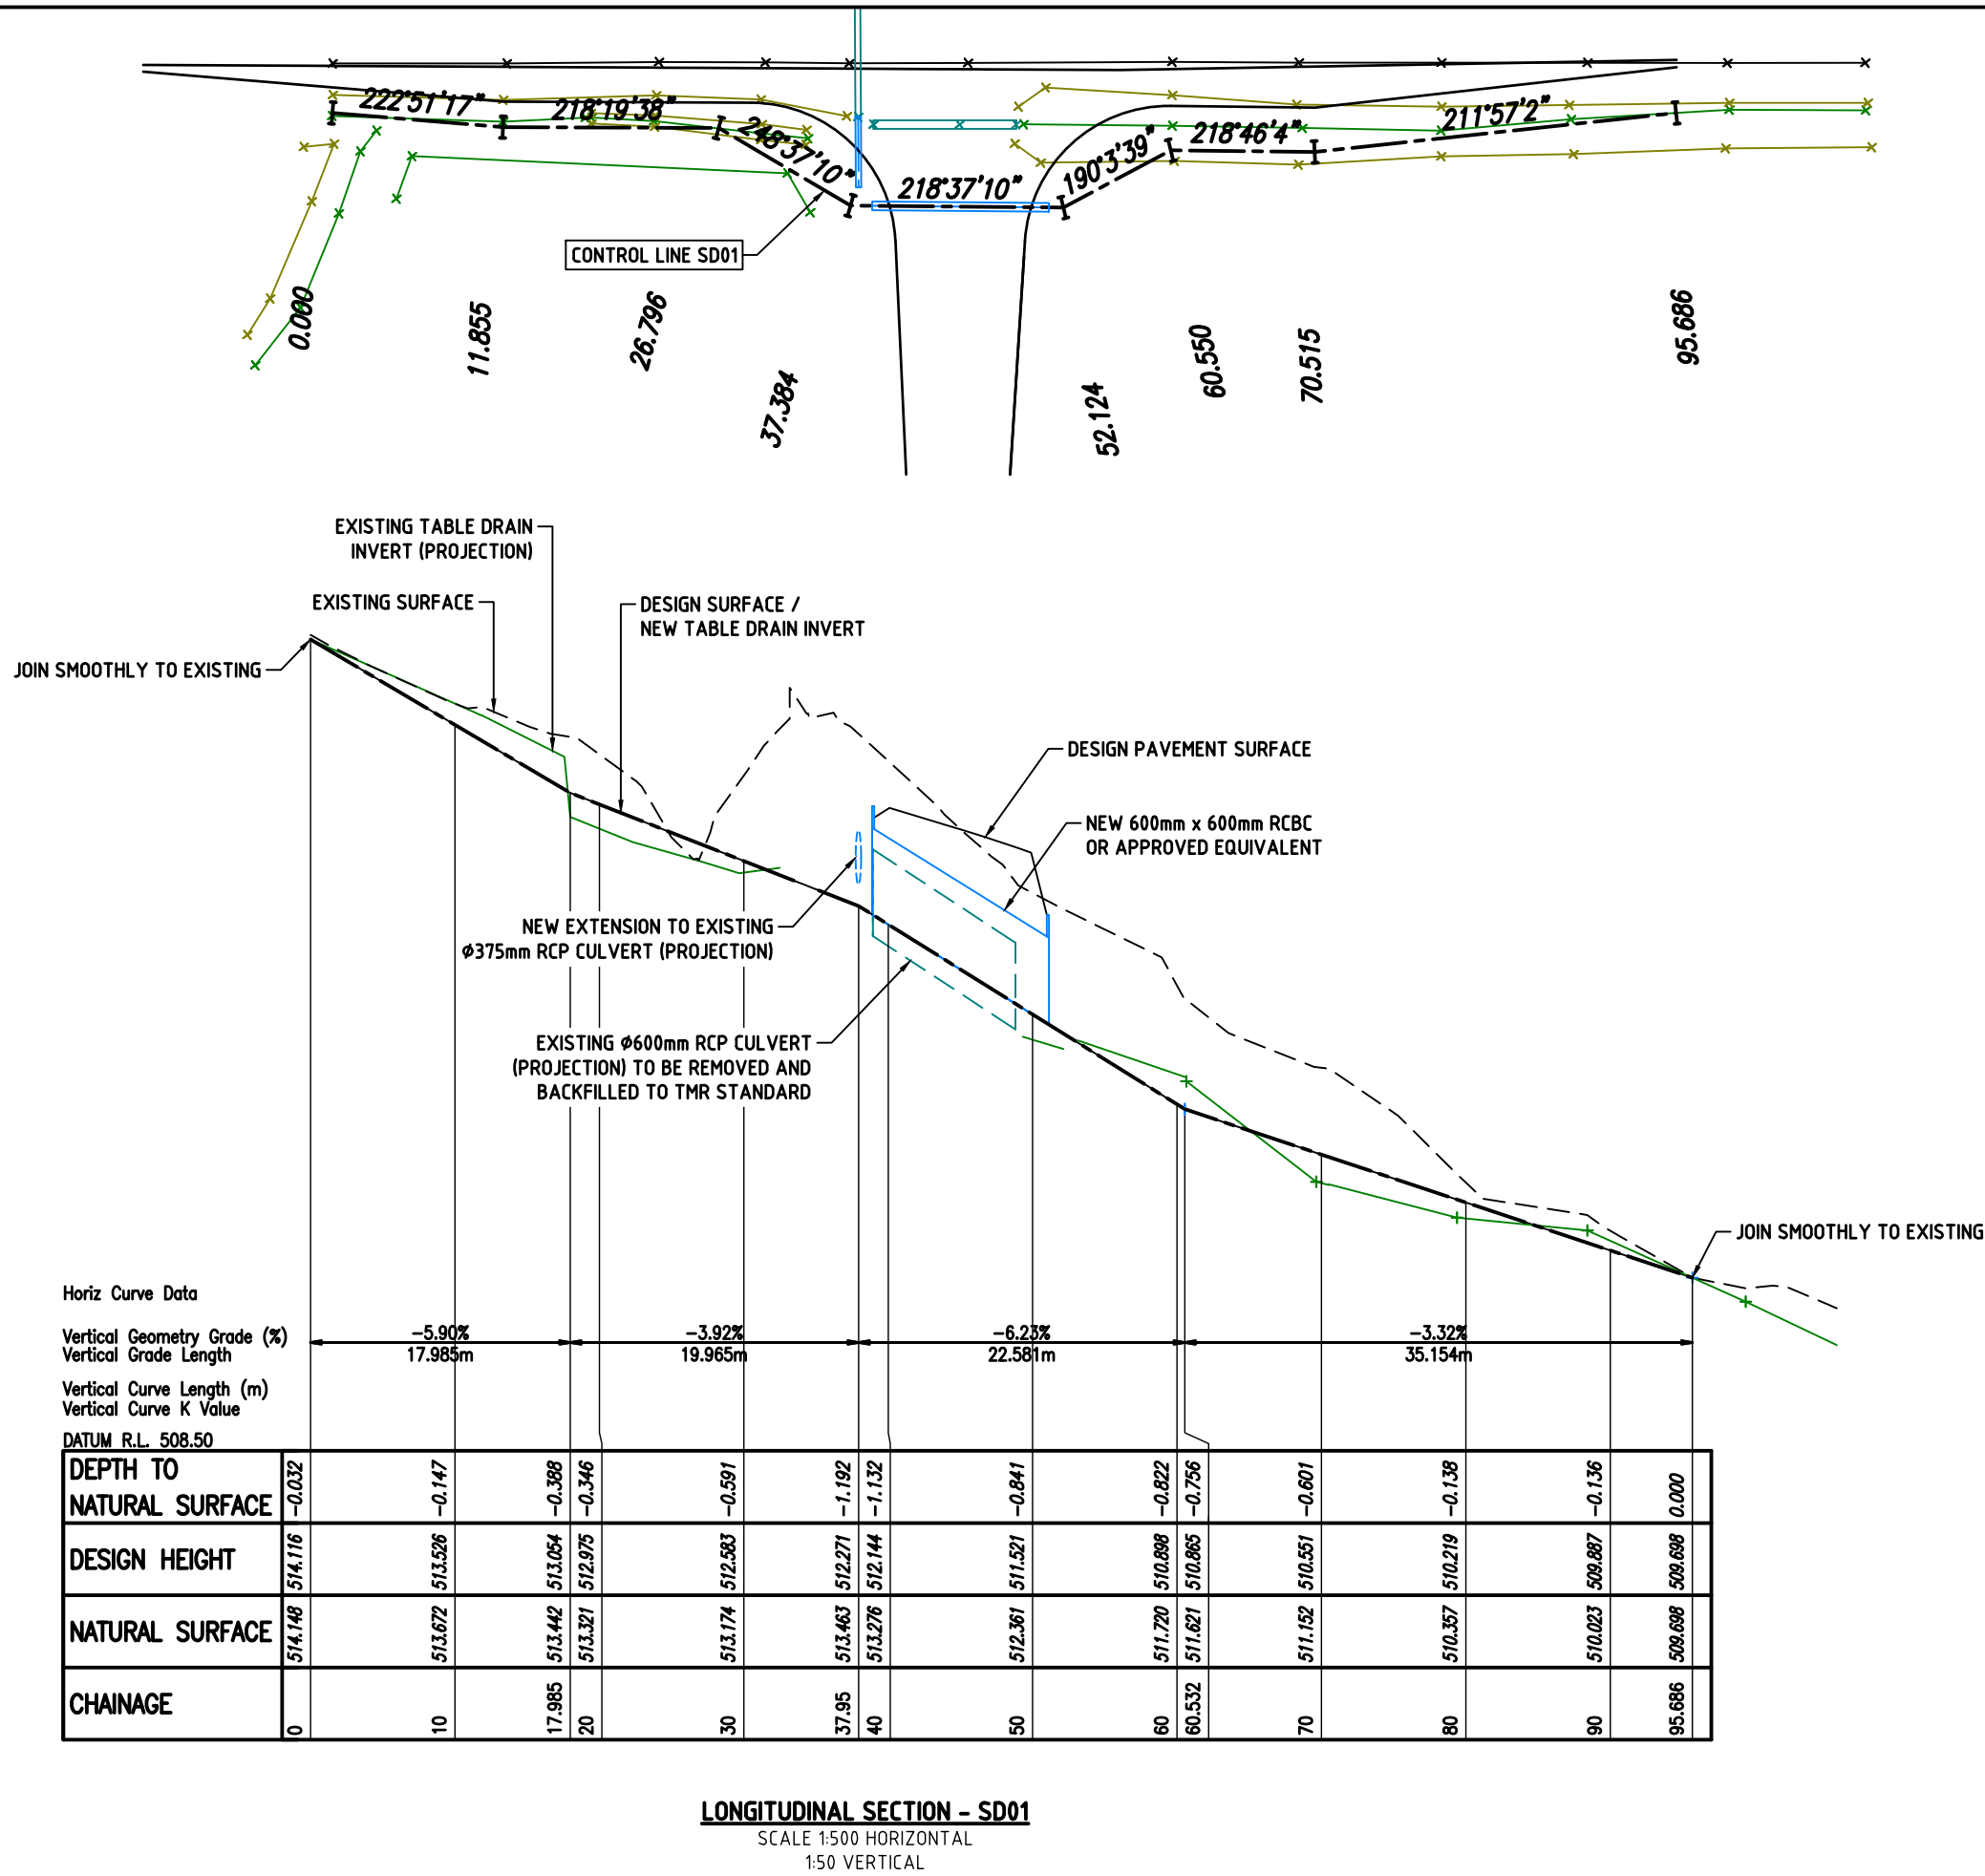 222°51'17"
218°19'38"
248°37'10"
218°37'10"
190°3'39"
218°46'4"
211°57'2"
CONTROL LINE SD01
0.000
11.855
26.796
37.384
52.124
60.550
70.515
95.686
EXISTING TABLE DRAIN
INVERT (PROJECTION)
EXISTING SURFACE
DESIGN SURFACE /
NEW TABLE DRAIN INVERT
JOIN SMOOTHLY TO EXISTING
DESIGN PAVEMENT SURFACE
NEW 600mm x 600mm RCBC
OR APPROVED EQUIVALENT
NEW EXTENSION TO EXISTING
Ø375mm RCP CULVERT (PROJECTION)
EXISTING Ø600mm RCP CULVERT
(PROJECTION) TO BE REMOVED AND
BACKFILLED TO TMR STANDARD
JOIN SMOOTHLY TO EXISTING
Horiz Curve Data
Vertical Geometry Grade (%) -5.90% -3.92% -6.23% -3.32%
Vertical Grade Length 17.985m 19.965m 22.581m 35.154m
Vertical Curve Length (m)
Vertical Curve K Value
DATUM R.L. 508.50
DEPTH TO
NATURAL SURFACE -0.032 -0.147 -0.388 -0.346 -0.591 -1.192 -1.132 -0.841 -0.822 -0.756 -0.601 -0.138 -0.136 0.000
DESIGN HEIGHT 514.116 513.526 513.054 512.975 512.583 512.271 512.144 511.521 510.898 510.865 510.551 510.219 509.887 509.698
NATURAL SURFACE 514.148 513.672 513.442 513.321 513.174 513.463 513.276 512.361 511.720 511.621 511.152 510.357 510.023 509.698
CHAINAGE 0 10 17.985 20 30 37.95 40 50 60 60.532 70 80 90 95.686
LONGITUDINAL SECTION - SD01
SCALE 1:500 HORIZONTAL
1:50 VERTICAL